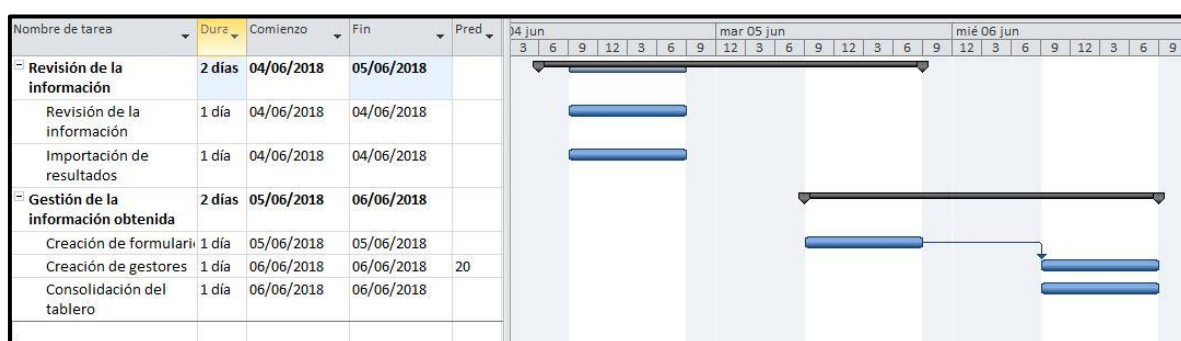 Nombre de tarea Dura Comienzo Fin Pred 04 jun mar 05 jun mié 06 jun
3 6 9 12 3 6 9 12 3 6 9 12 3 6 9 12 3 6 9 12 3 6 9
Revisión de la 2 días 04/06/2018 05/06/2018
información
Revisión de la 1 día 04/06/2018 04/06/2018
información
Importación de 1 día 04/06/2018 04/06/2018
resultados
Gestión de la 2 días 05/06/2018 06/06/2018
información obtenida
Creación de formulari 1 día 05/06/2018 05/06/2018
Creación de gestores 1 día 06/06/2018 06/06/2018 20
Consolidación del 1 día 06/06/2018 06/06/2018
tablero